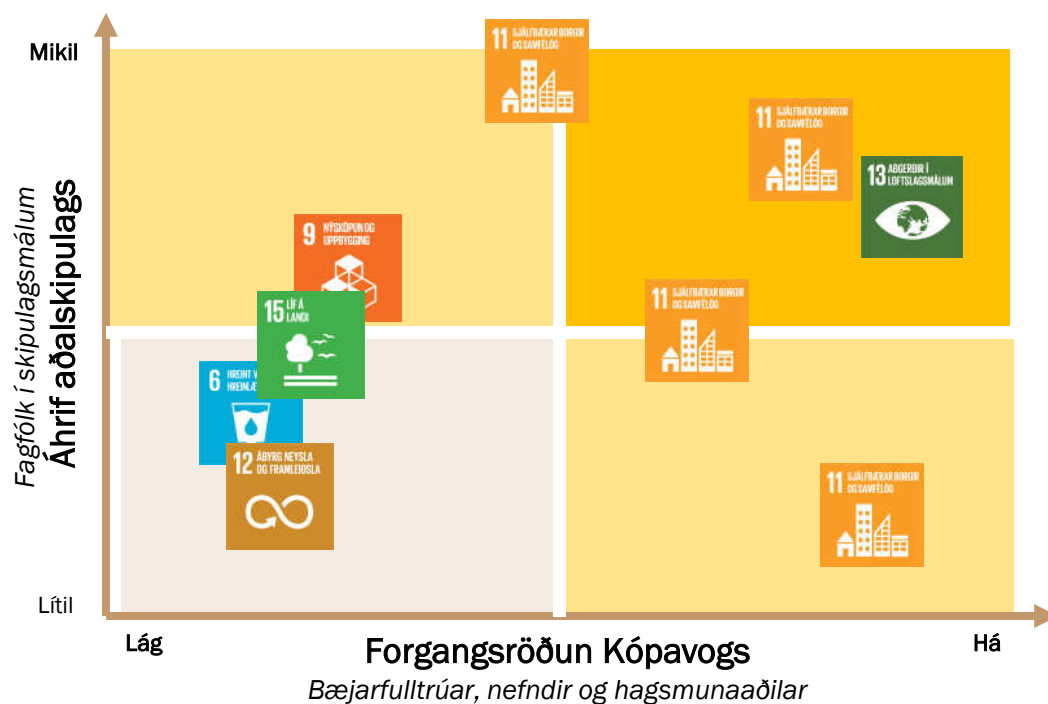 Mikil
11 SJÁLFBÆRAR BORGIR
OG SAMFÉLÖG
11 SJÁLFBÆRAR BORGIR
OG SAMFÉLÖG
13 AÐGERÐIR Í
LOFTSLAGSMÁLUM
9 NÝSKÖPUN OG
UPPBYGGING
11 SJÁLFBÆRAR BORGIR
OG SAMFÉLÖG
15 LÍF Á
LANDI
6 HREINT
12 ÁBYRG NEYSLA
OG FRAMLEIÐSLA
11 SJÁLFBÆRAR BORGIR
OG SAMFÉLÖG
Fagfólk í skipulagsmálum
Áhrif aðalskipulags
Lítil
Lág
Forgangsröðun Kópavogs
Há
Bæjarfulltrúar, nefndir og hagsmunaaðilar